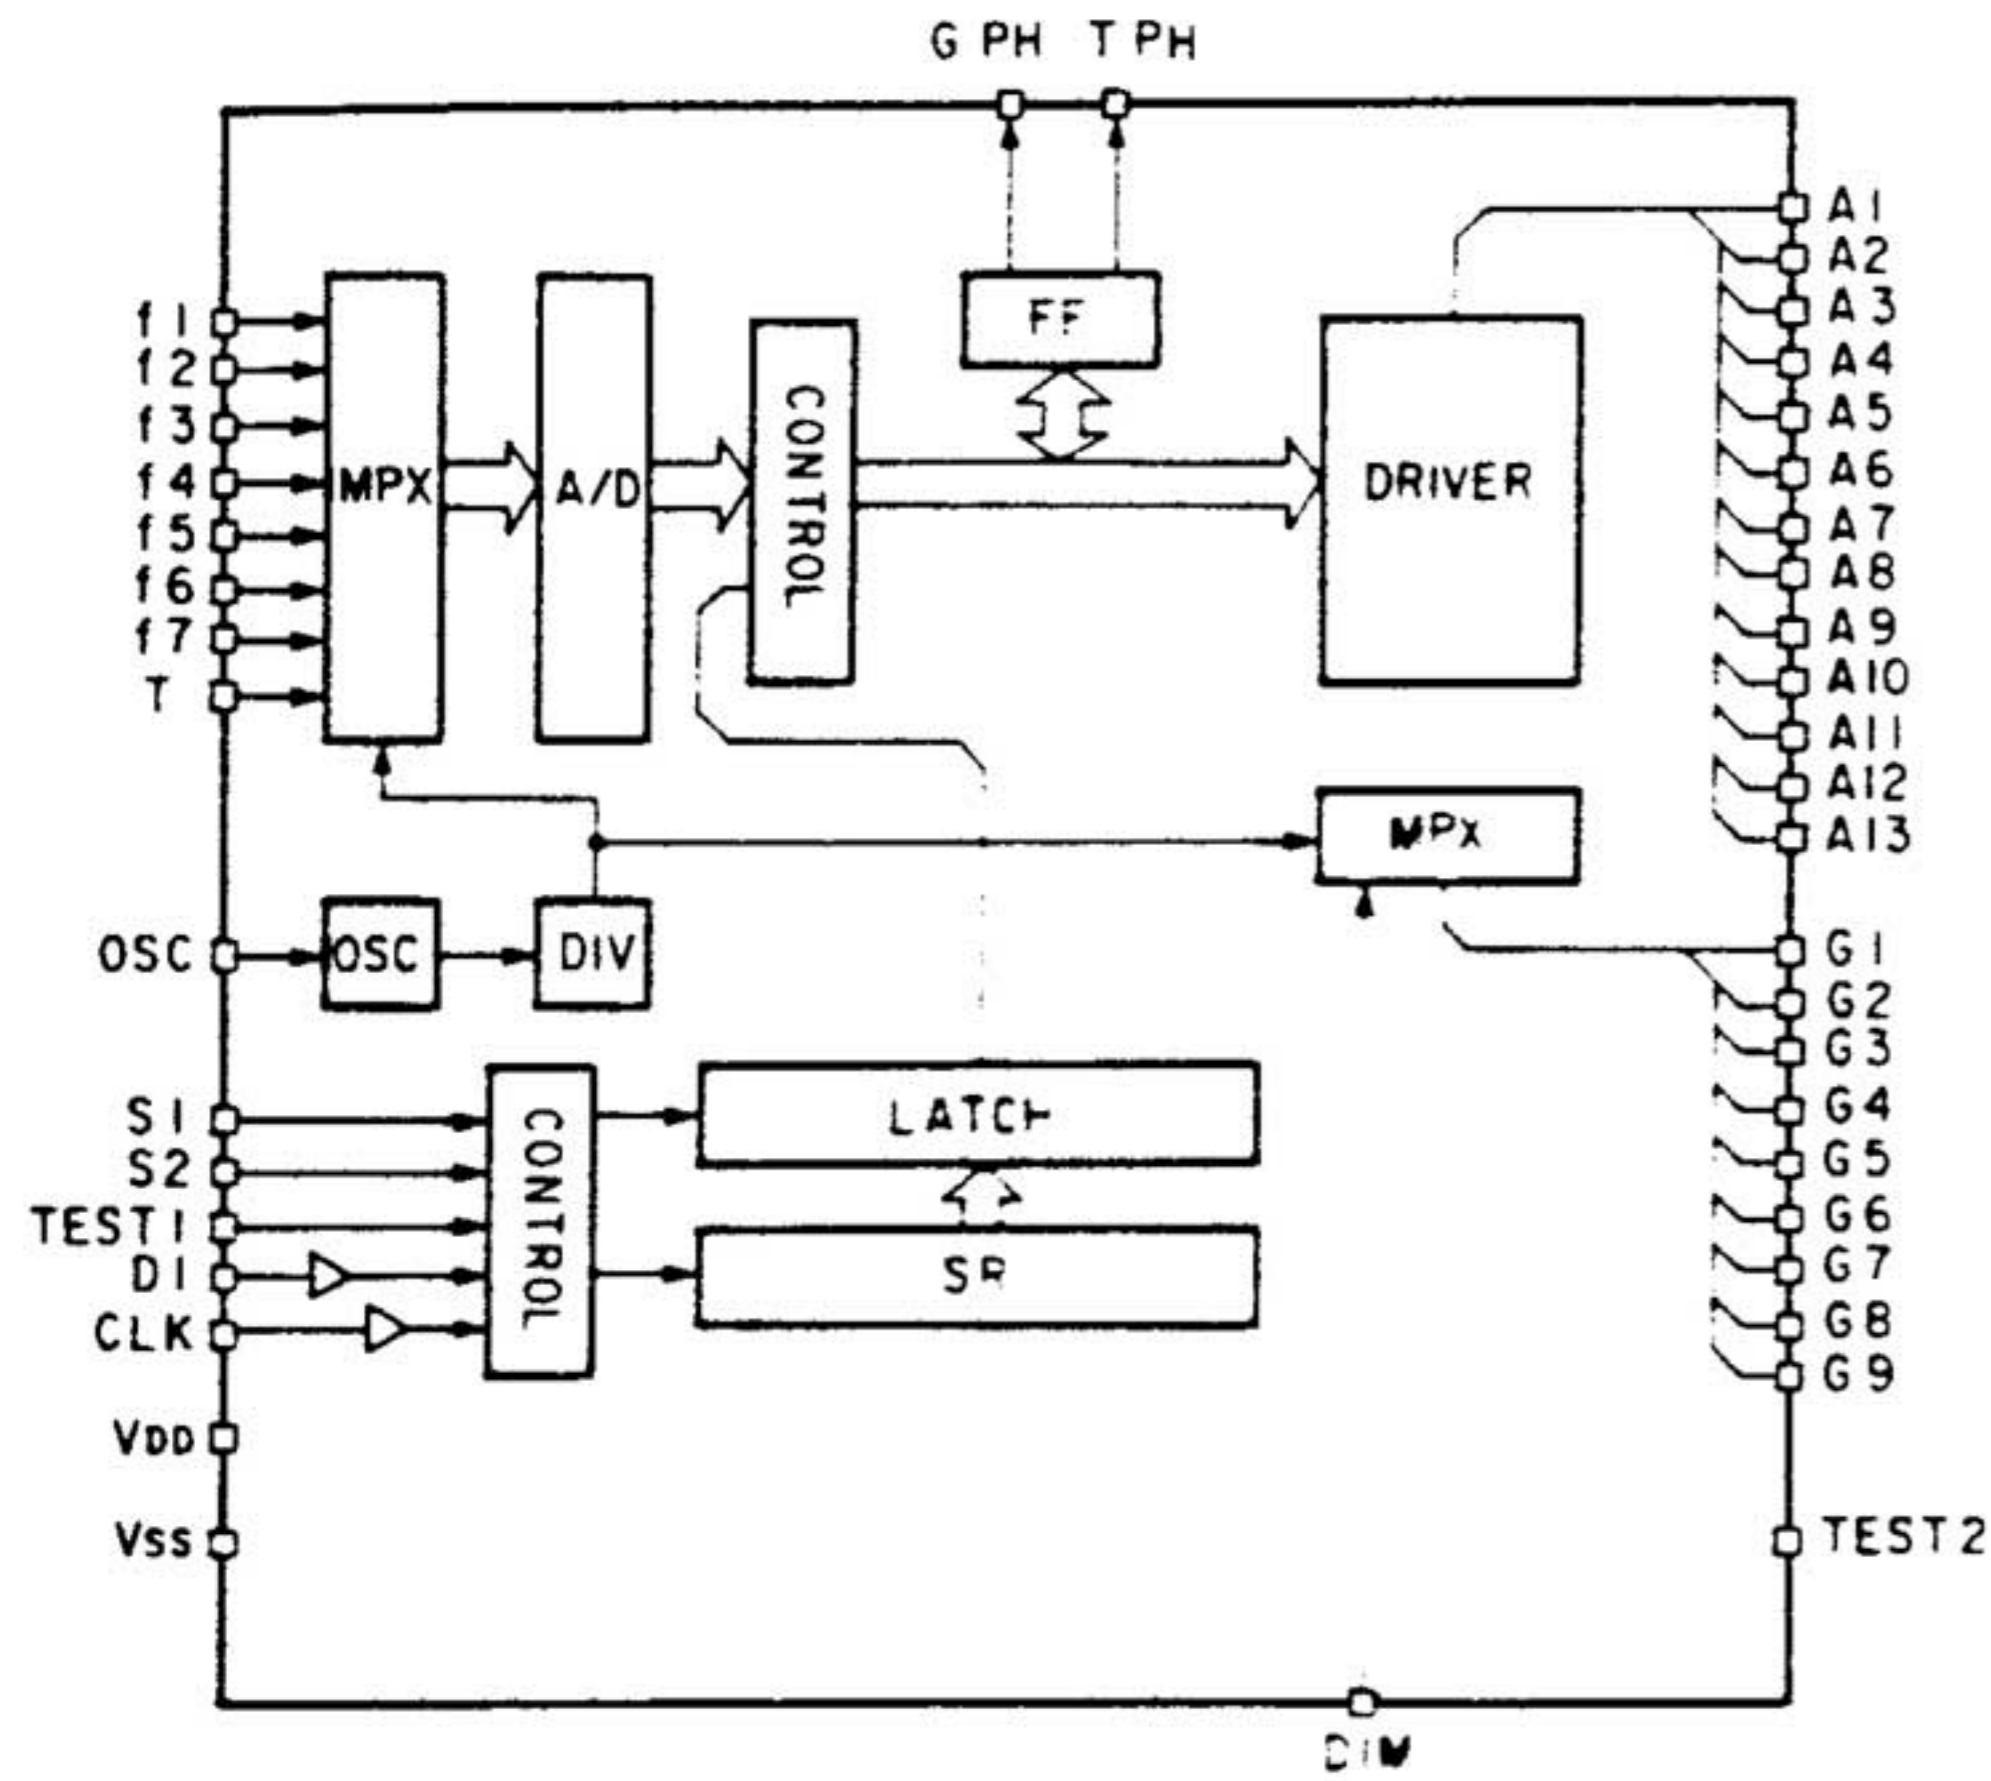 G PH T PH
A1
A2
A3
A4
A5
A6
A7
A8
A9
A10
A11
A12
A13
f1
f2
f3
f4
f5
f6
f7
T
MPX
A/D
CONTROL
FF
DRIVER
MPX
OSC
OSC
DIV
G1
G2
G3
G4
G5
G6
G7
G8
G9
S1
S2
TEST1
DI
CLK
CONTROL
LATCH
SR
VDD
VSS
TEST2
DIM